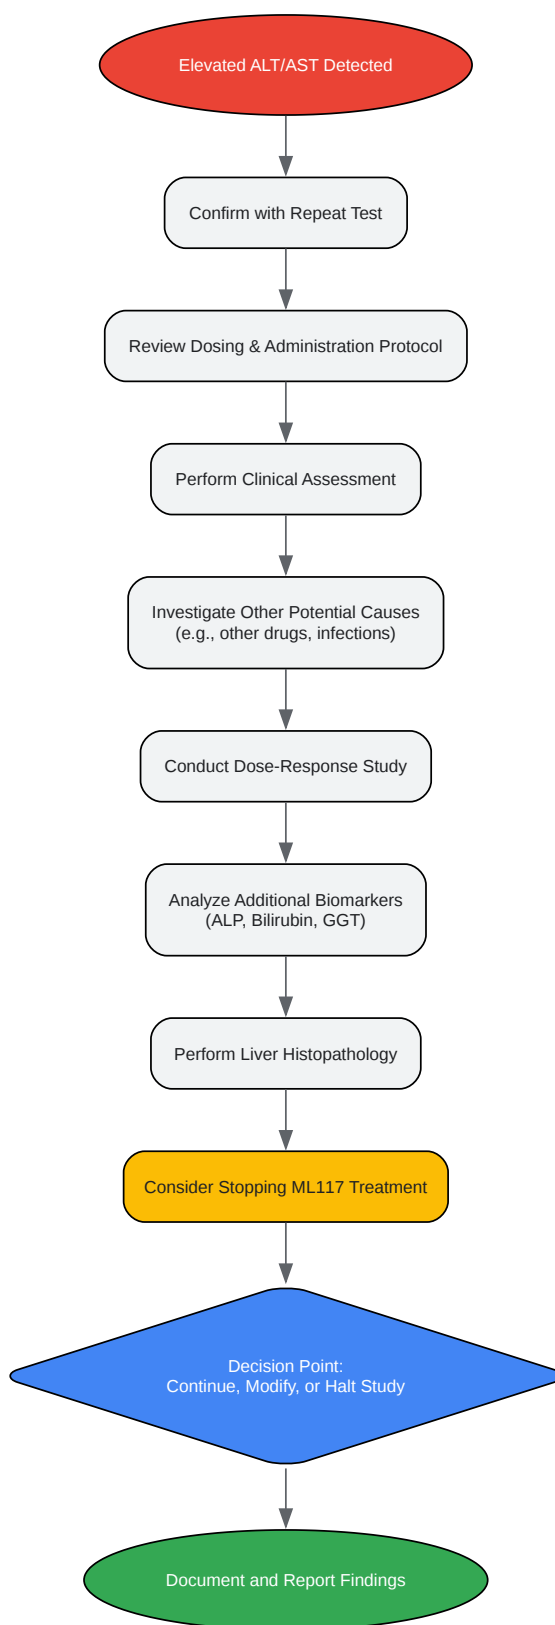 Elevated ALT/AST Detected
Confirm with Repeat Test
Review Dosing & Administration Protocol
Perform Clinical Assessment
Investigate Other Potential Causes
(e.g., other drugs, infections)
Conduct Dose-Response Study
Analyze Additional Biomarkers
(ALP, Bilirubin, GGT)
Perform Liver Histopathology
Consider Stopping ML117 Treatment
Decision Point:
Continue, Modify, or Halt Study
Document and Report Findings